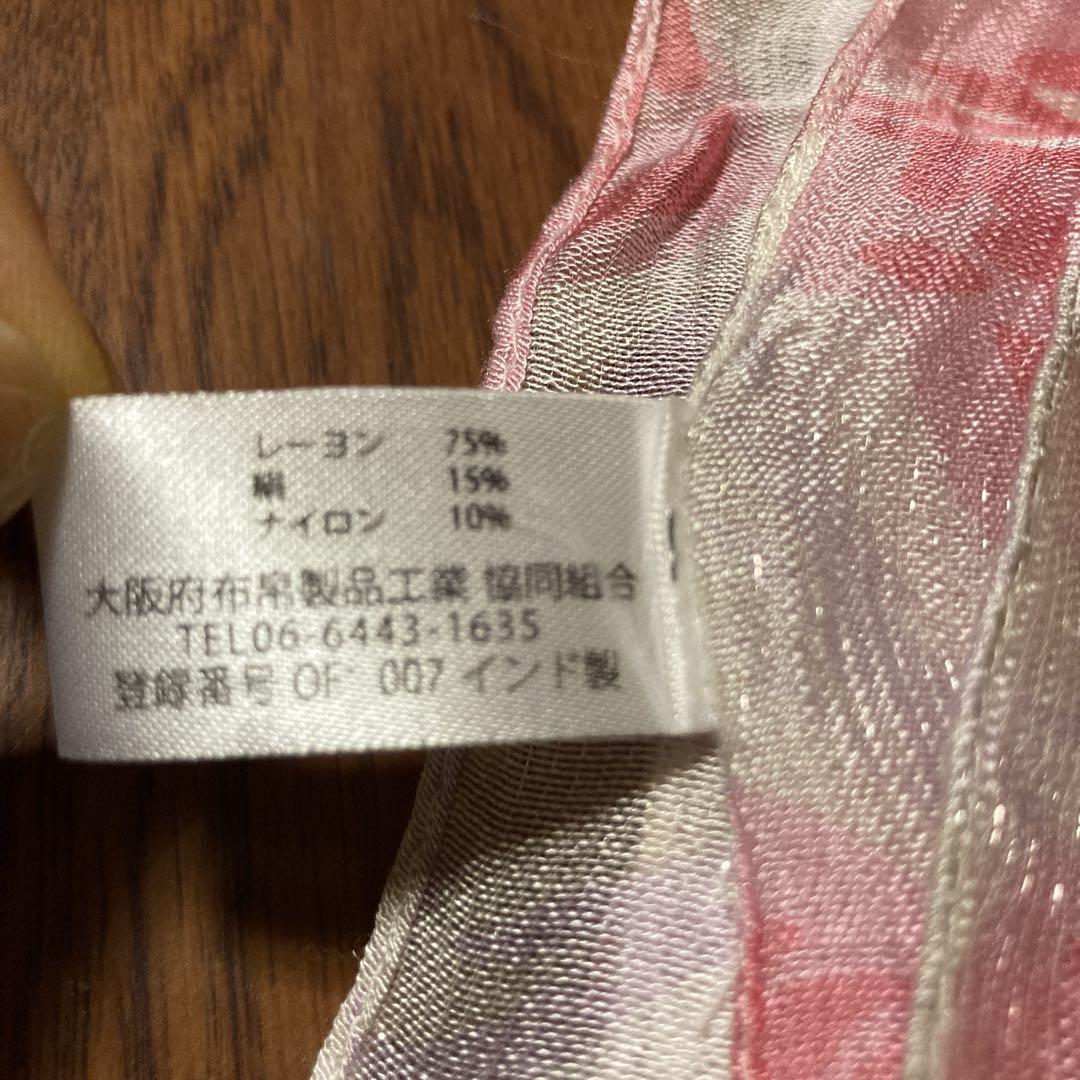 レーヨン 75%
絹 15%
ナイロン 10%
大阪府布帛製品工業 協同組合
TEL06-6443-1635
登録番号 OF 007 インド製